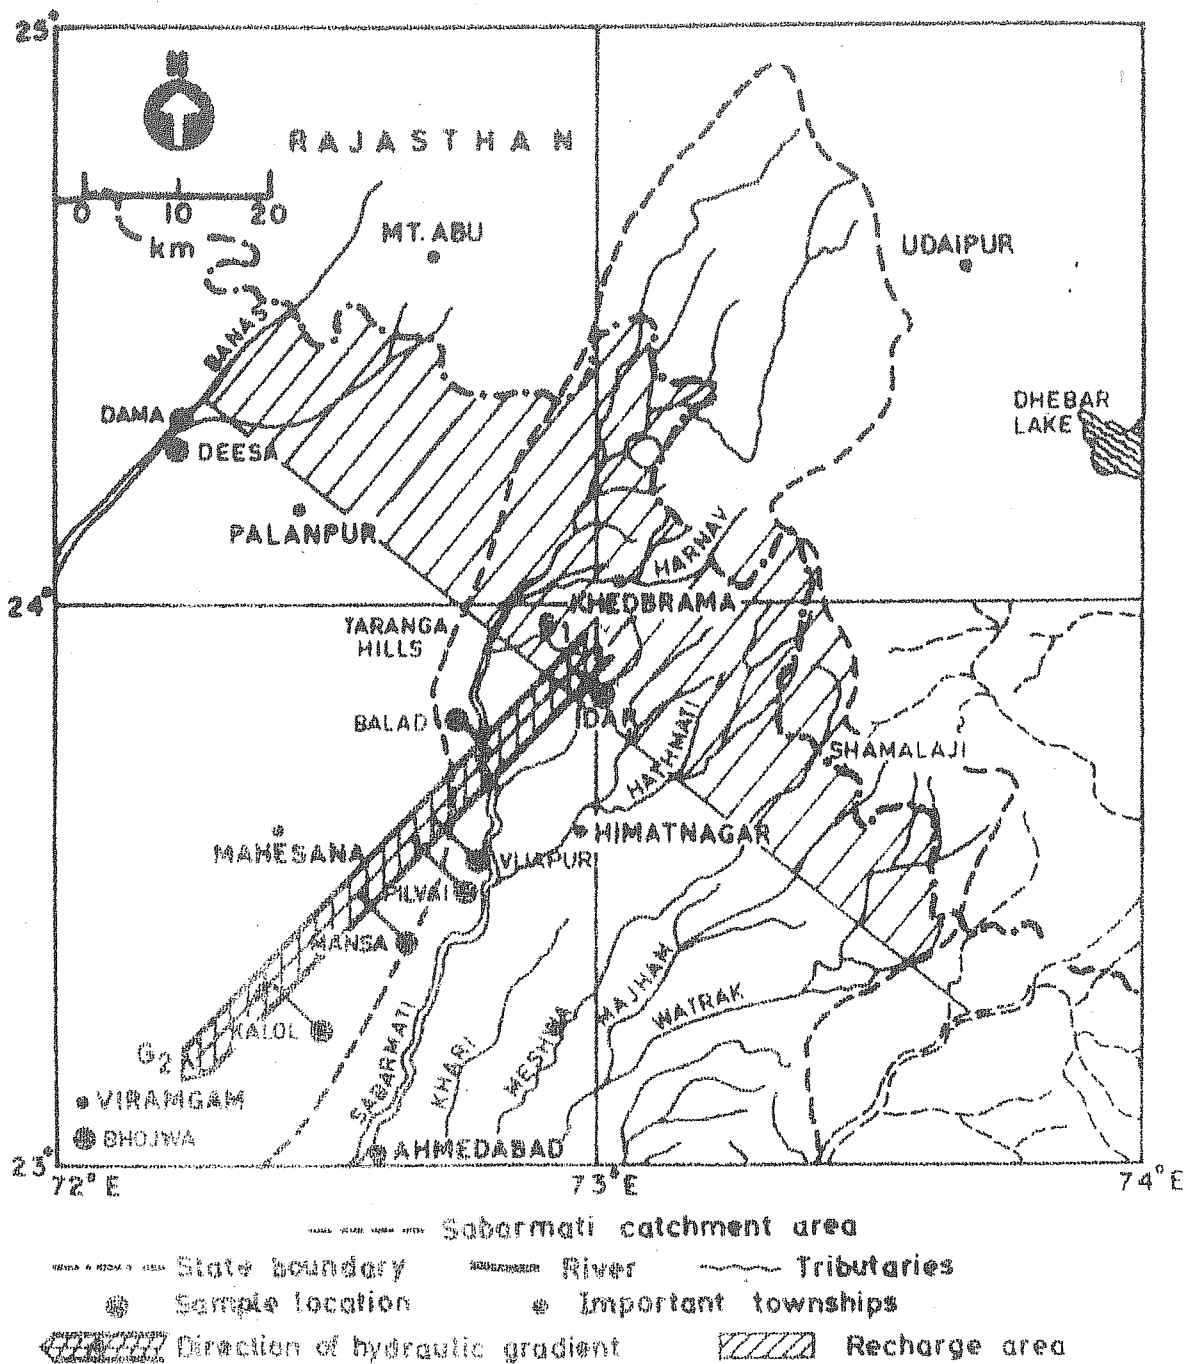 25°
N
RAJASTHAN
0 10 20
km
MT. ABU
UDAIPUR
BANAS
DHEBAR
LAKE
DAMA
DEESA
PALANPUR
HARNAV
24°
KHEDBRAMA
TARANGA
HILLS
BALAD
IDAR
HATHMATI
SHAMALAJI
HIMATNAGAR
MAHESANA
VIJAPUR
PILVAI
MANSA
KALOL
SABARMATI
KHARI
MESHWA
MAJHAM
WATRAK
G2
VIRAMGAM
BHOJWA
AHMEDABAD
23°
72°E
73°E
74°E
Sabarmati catchment area
State boundary
River
Tributaries
Sample location
Important townships
Direction of hydraulic gradient
Recharge area